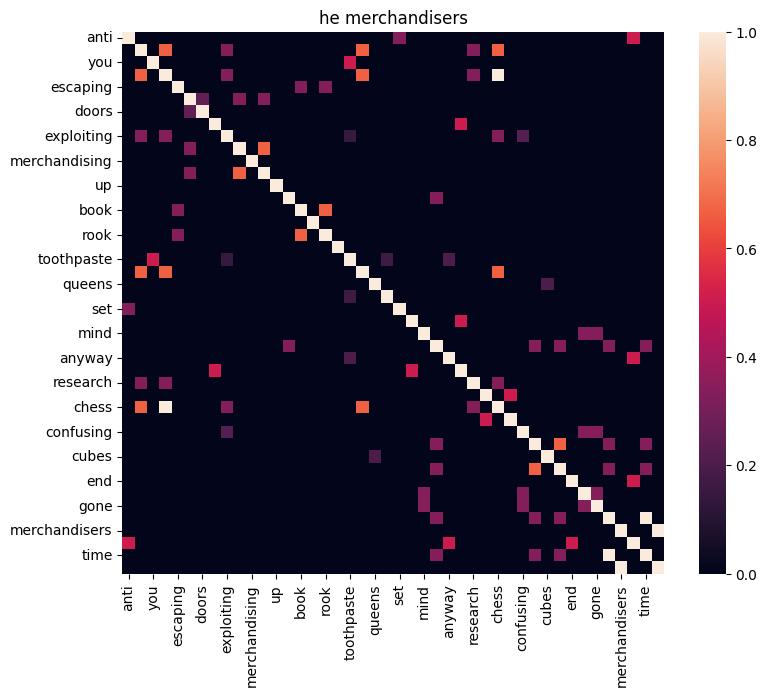 he merchandisers
anti
you
escaping
doors
exploiting
merchandising
up
book
rook
toothpaste
queens
set
mind
anyway
research
chess
confusing
cubes
end
gone
merchandisers
time
1.0
0.8
0.6
0.4
0.2
0.0
anti
you
escaping
doors
exploiting
merchandising
up
book
rook
toothpaste
queens
set
mind
anyway
research
chess
confusing
cubes
end
gone
merchandisers
time